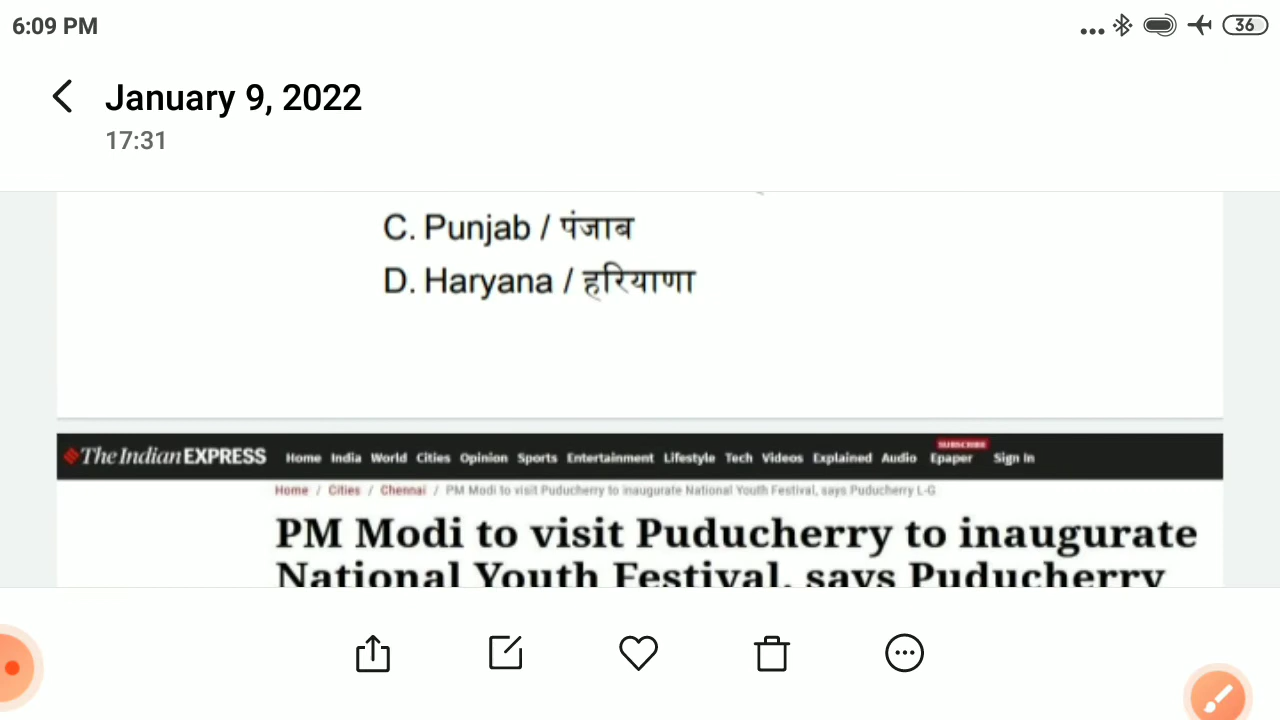 6:09 PM
36
January 9, 2022
17:31
C. Punjab / पंजाब
D. Haryana / हरियाणा
The Indian EXPRESS Home India World Cities Opinion Sports Entertainment Lifestyle Tech Videos Explained Audio SUBSCRIBE Epaper Sign In
Home / Cities / Chennai / PM Modi to visit Puducherry to inaugurate National Youth Festival, says Puducherry L-G
PM Modi to visit Puducherry to inaugurate
National Youth Festival, says Puducherry